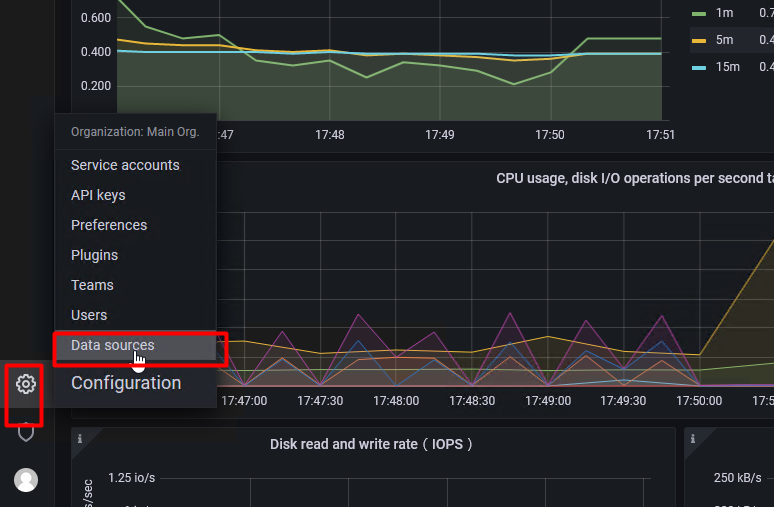 0.600
0.400
0.200
1m 0.7
5m 0.4
15m 0.4
:47 17:48 17:49 17:50 17:51
Organization: Main Org.
Service accounts
API keys
Preferences
Plugins
Teams
Users
Data sources
Configuration
CPU usage, disk I/O operations per second ta
17:47:00 17:47:30 17:48:00 17:48:30 17:49:00 17:49:30 17:50:00 17:5
Disk read and write rate（IOPS）
1.25 io/s
s/sec
250 kB/s